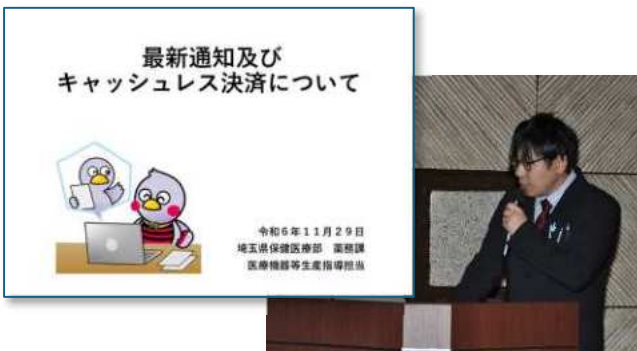 最新通知及び
キャッシュレス決済について
令和６年１１月２９日
埼玉県保健医療部　薬務課
医療機器等生産指導担当